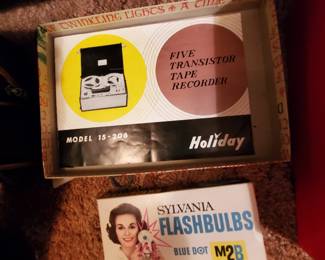 TWINKLING LIGHTS ★ A
FIVE
TRANSISTOR
TAPE
RECORDER
MODEL 15-206
Holiday
SYLVANIA
FLASHBULBS
BLUE DOT
M2B